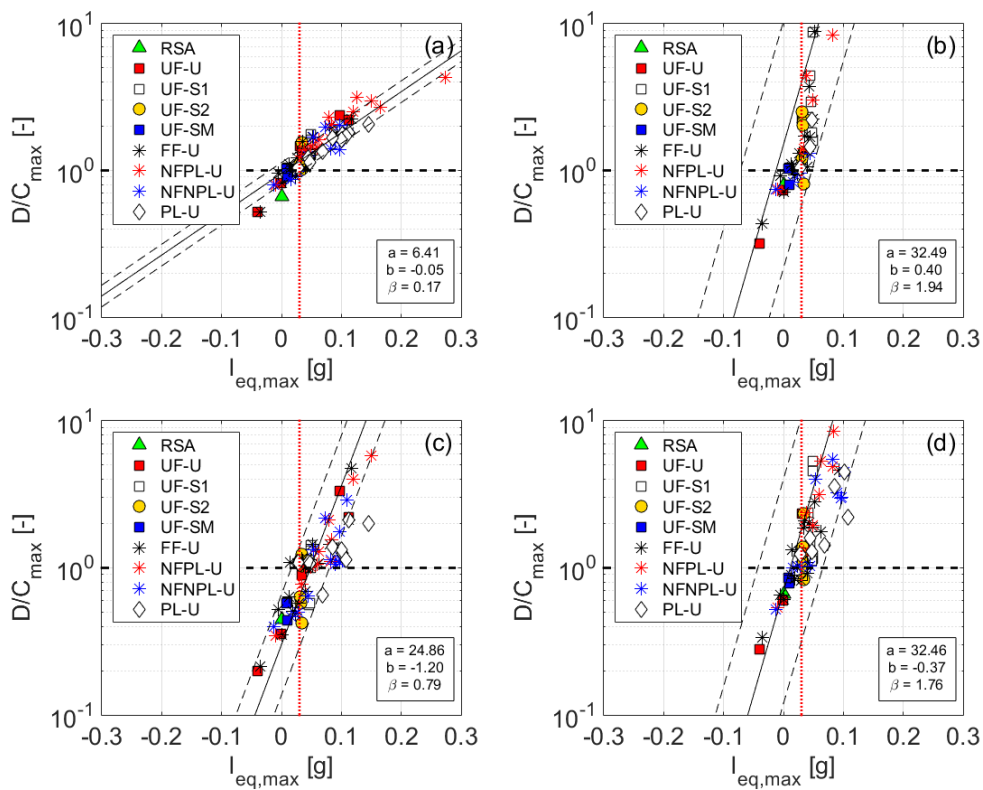 (a)
RSA
UF-U
UF-S1
UF-S2
UF-SM
FF-U
NFPL-U
NFNPL-U
PL-U
a = 6.41
b = -0.05
β = 0.17
10^1
10^0
10^-1
D/C_max [-]
-0.3 -0.2 -0.1 0 0.1 0.2 0.3
I_eq,max [g]
(b)
RSA
UF-U
UF-S1
UF-S2
UF-SM
FF-U
NFPL-U
NFNPL-U
PL-U
a = 32.49
b = 0.40
β = 1.94
10^1
10^0
10^-1
D/C_max [-]
-0.3 -0.2 -0.1 0 0.1 0.2 0.3
I_eq,max [g]
(c)
RSA
UF-U
UF-S1
UF-S2
UF-SM
FF-U
NFPL-U
NFNPL-U
PL-U
a = 24.86
b = -1.20
β = 0.79
10^1
10^0
10^-1
D/C_max [-]
-0.3 -0.2 -0.1 0 0.1 0.2 0.3
I_eq,max [g]
(d)
RSA
UF-U
UF-S1
UF-S2
UF-SM
FF-U
NFPL-U
NFNPL-U
PL-U
a = 32.46
b = -0.37
β = 1.76
10^1
10^0
10^-1
D/C_max [-]
-0.3 -0.2 -0.1 0 0.1 0.2 0.3
I_eq,max [g]